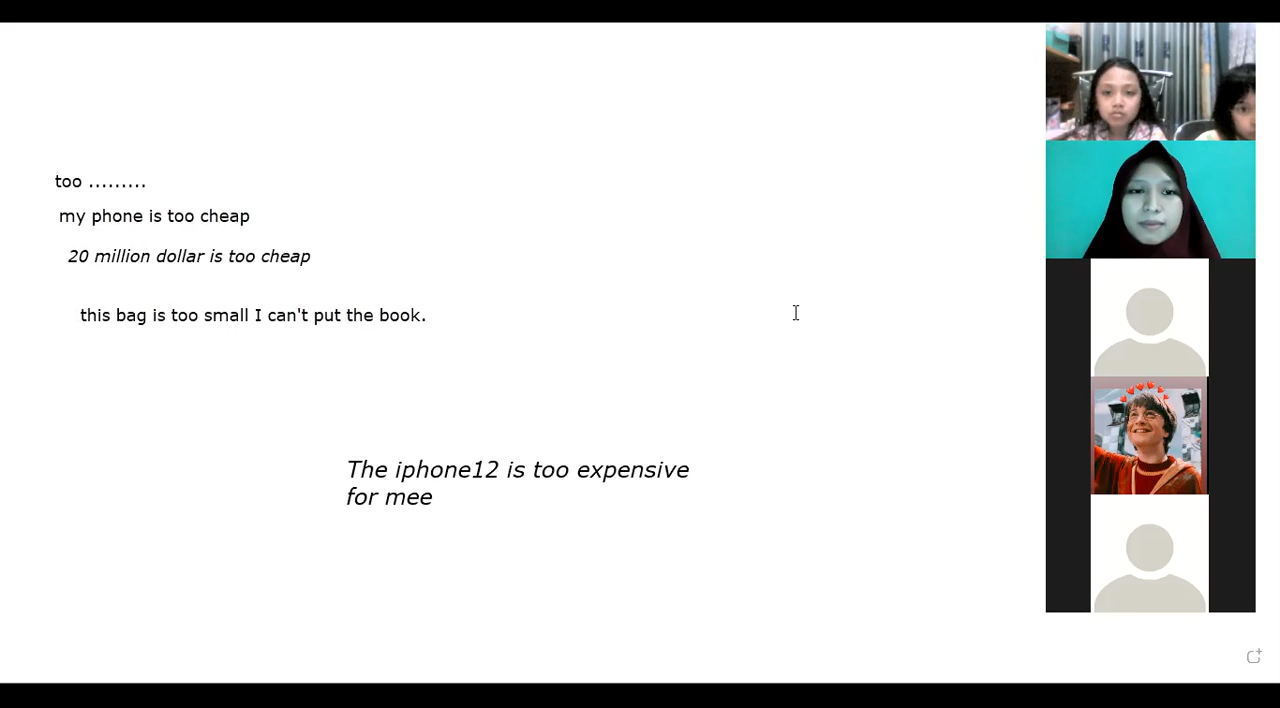 too .........
my phone is too cheap
20 million dollar is too cheap
this bag is too small I can't put the book.
The iphone12 is too expensive
for mee